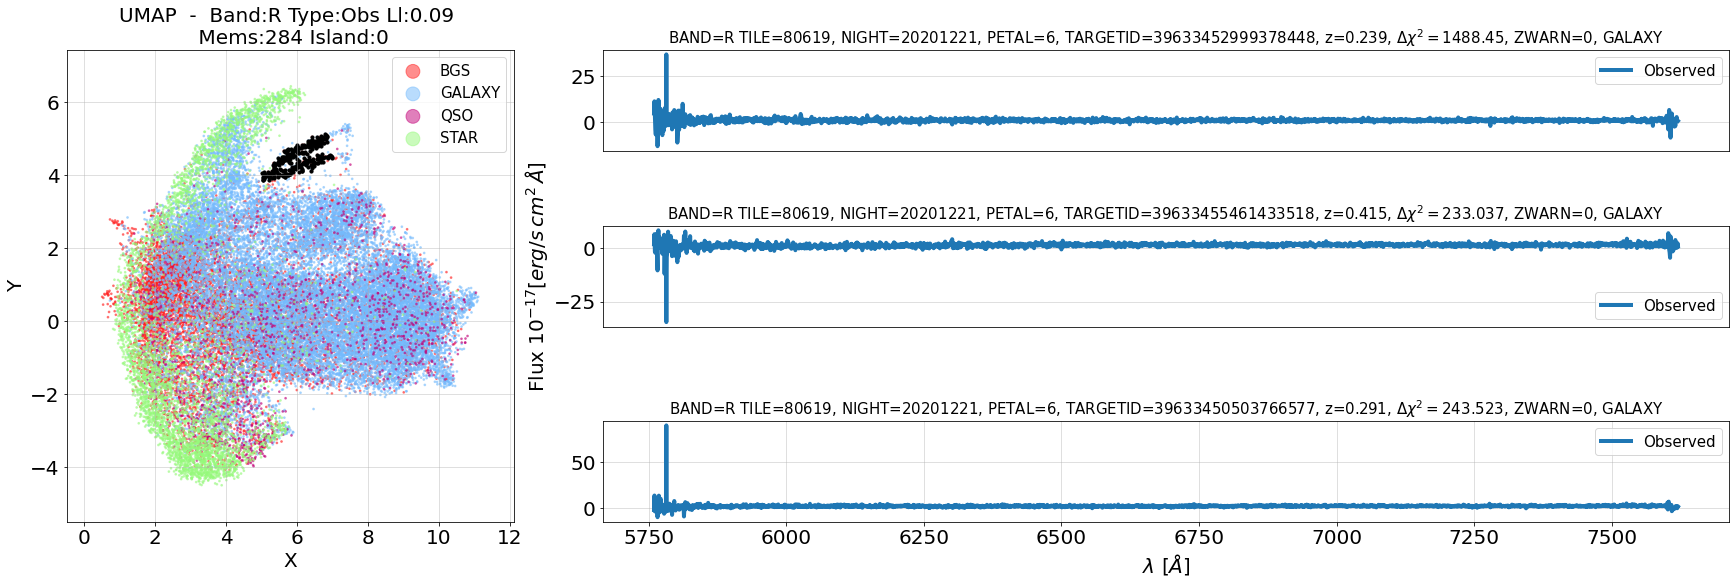 UMAP - Band:R Type:Obs Ll:0.09
Mems:284 Island:0
BGS
GALAXY
QSO
STAR
6
4
2
0
−2
−4
Y
0 2 4 6 8 10 12
X
BAND=R TILE=80619, NIGHT=20201221, PETAL=6, TARGETID=39633452999378448, z=0.239, Δχ² = 1488.45, ZWARN=0, GALAXY
Observed
25
0
BAND=R TILE=80619, NIGHT=20201221, PETAL=6, TARGETID=39633455461433518, z=0.415, Δχ² = 233.037, ZWARN=0, GALAXY
0
−25
Observed
Flux 10⁻¹⁷[erg/s cm² Å]
BAND=R TILE=80619, NIGHT=20201221, PETAL=6, TARGETID=39633450503766577, z=0.291, Δχ² = 243.523, ZWARN=0, GALAXY
Observed
50
0
5750 6000 6250 6500 6750 7000 7250 7500
λ [Å]